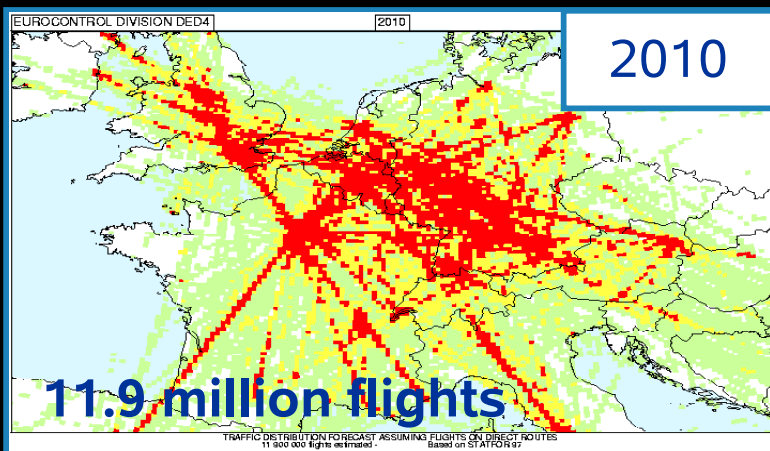 EUROCONTROL DIVISION DED4
2010
2010
11.9 million flights
TRAFFIC DISTRIBUTION FORECAST ASSUMING FLIGHTS ON DIRECT ROUTES
11 900 000 flights estimated - Based on STATFOR 97